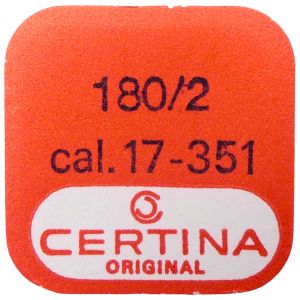 180/2
cal.17-351
CERTINA
ORIGINAL